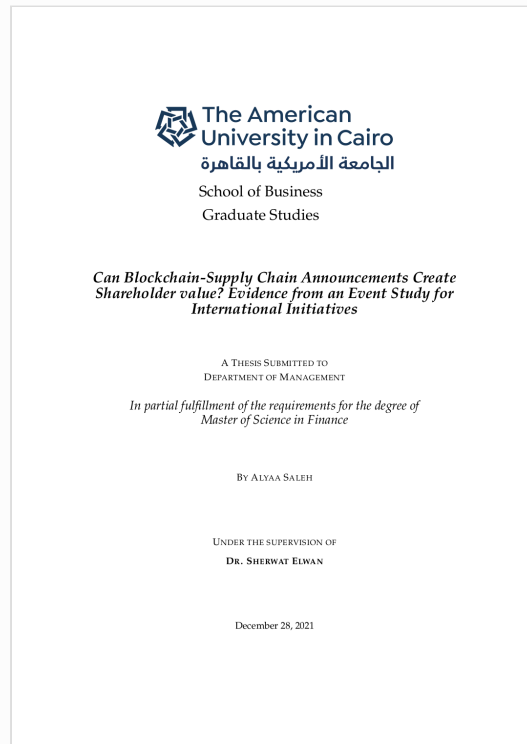 The American
University in Cairo
الجامعة الأمريكية بالقاهرة
School of Business
Graduate Studies
Can Blockchain-Supply Chain Announcements Create
Shareholder value? Evidence from an Event Study for
International Initiatives
A Thesis Submitted to
Department of Management
In partial fulfillment of the requirements for the degree of
Master of Science in Finance
By Alyaa Saleh
Under the supervision of
Dr. Sherwat Elwan
December 28, 2021